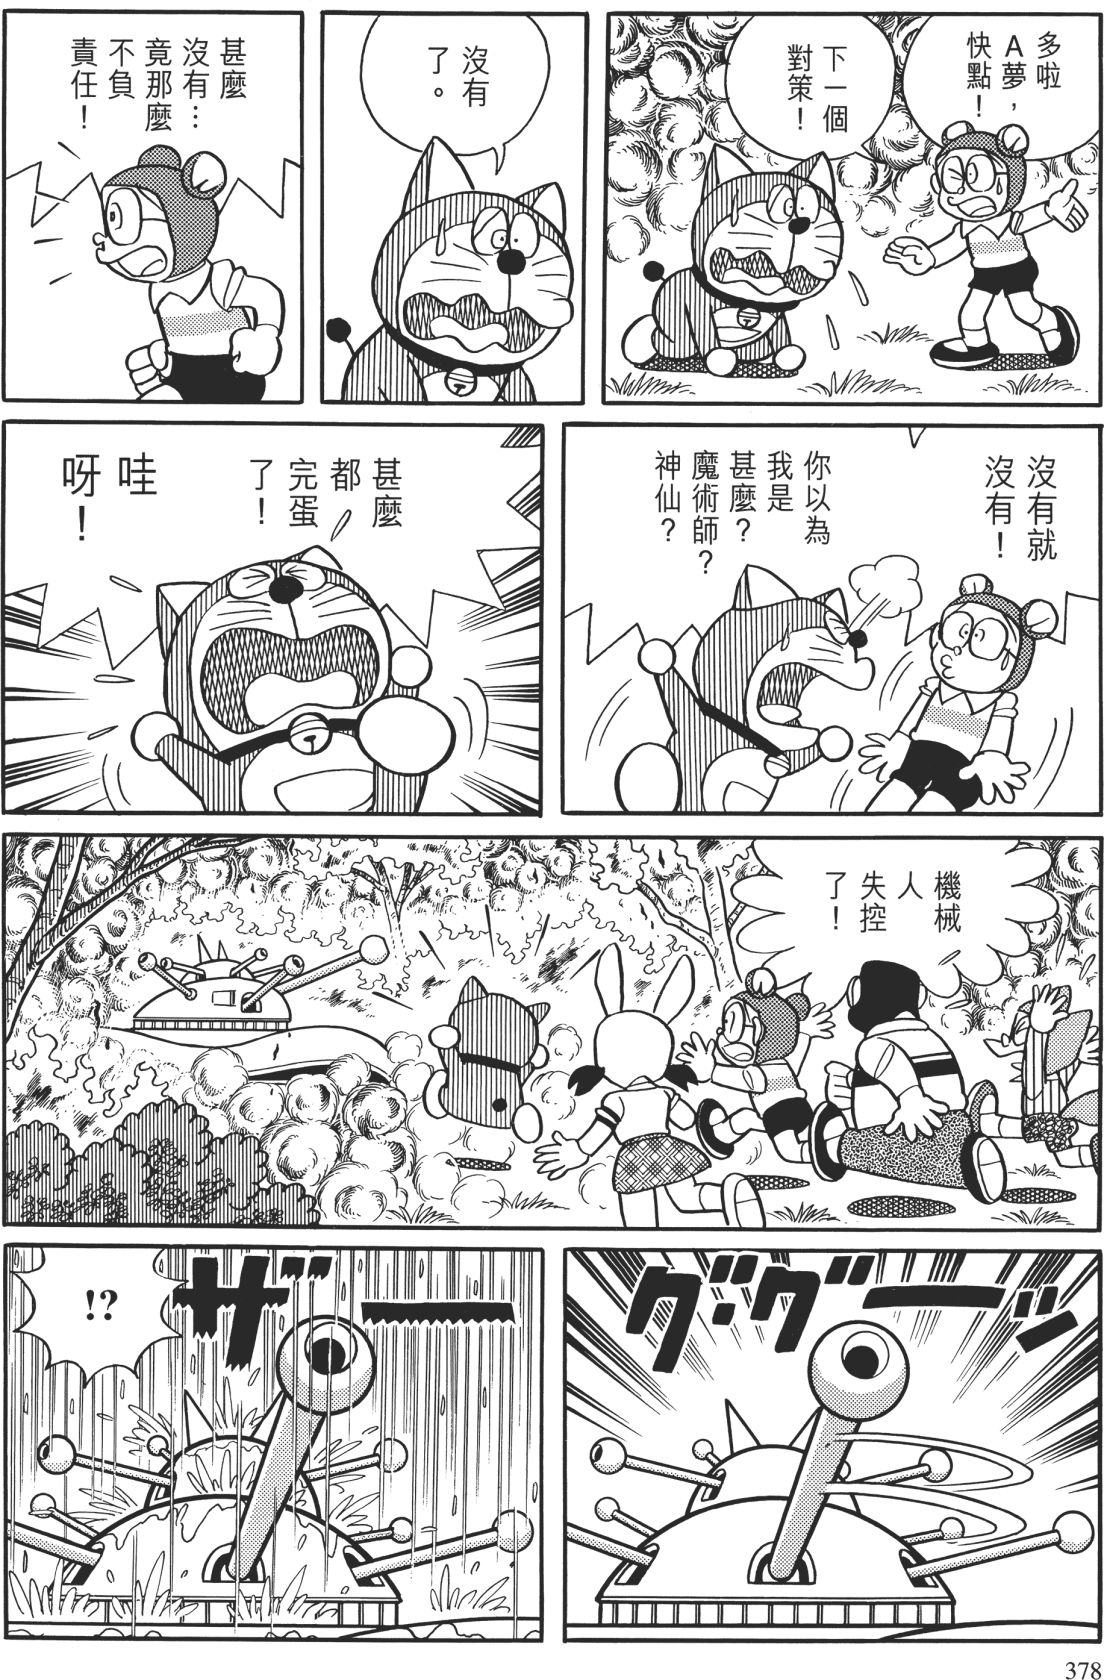 多啦
A夢，
快點！
下一個
對策！
沒有
了。
甚麼
沒有…
竟那麼
不負
責任！
沒有就
沒有！
你以為
我是
甚麼？
魔術師？
神仙？
甚麼
都
完蛋
了！
哇
呀！
機械
人
失控
了！
グ・グーッ
ザーー
!?
378